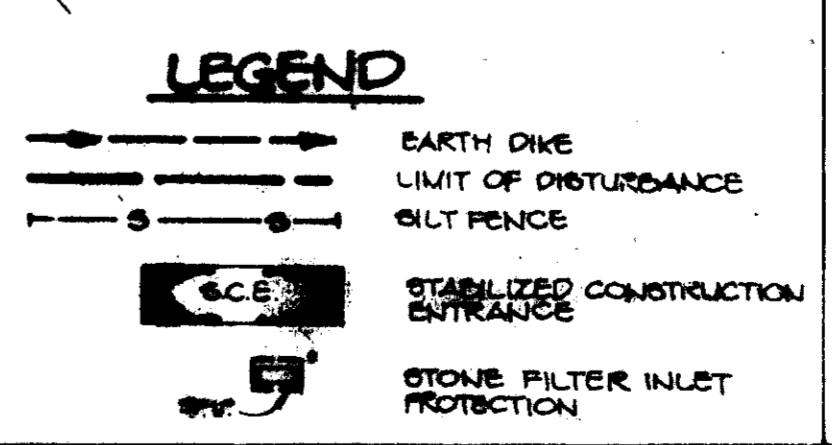 LEGEND
EARTH DIKE
LIMIT OF DISTURBANCE
S S
SILT FENCE
S.C.E.
STABILIZED CONSTRUCTION
ENTRANCE
STONE FILTER INLET
PROTECTION